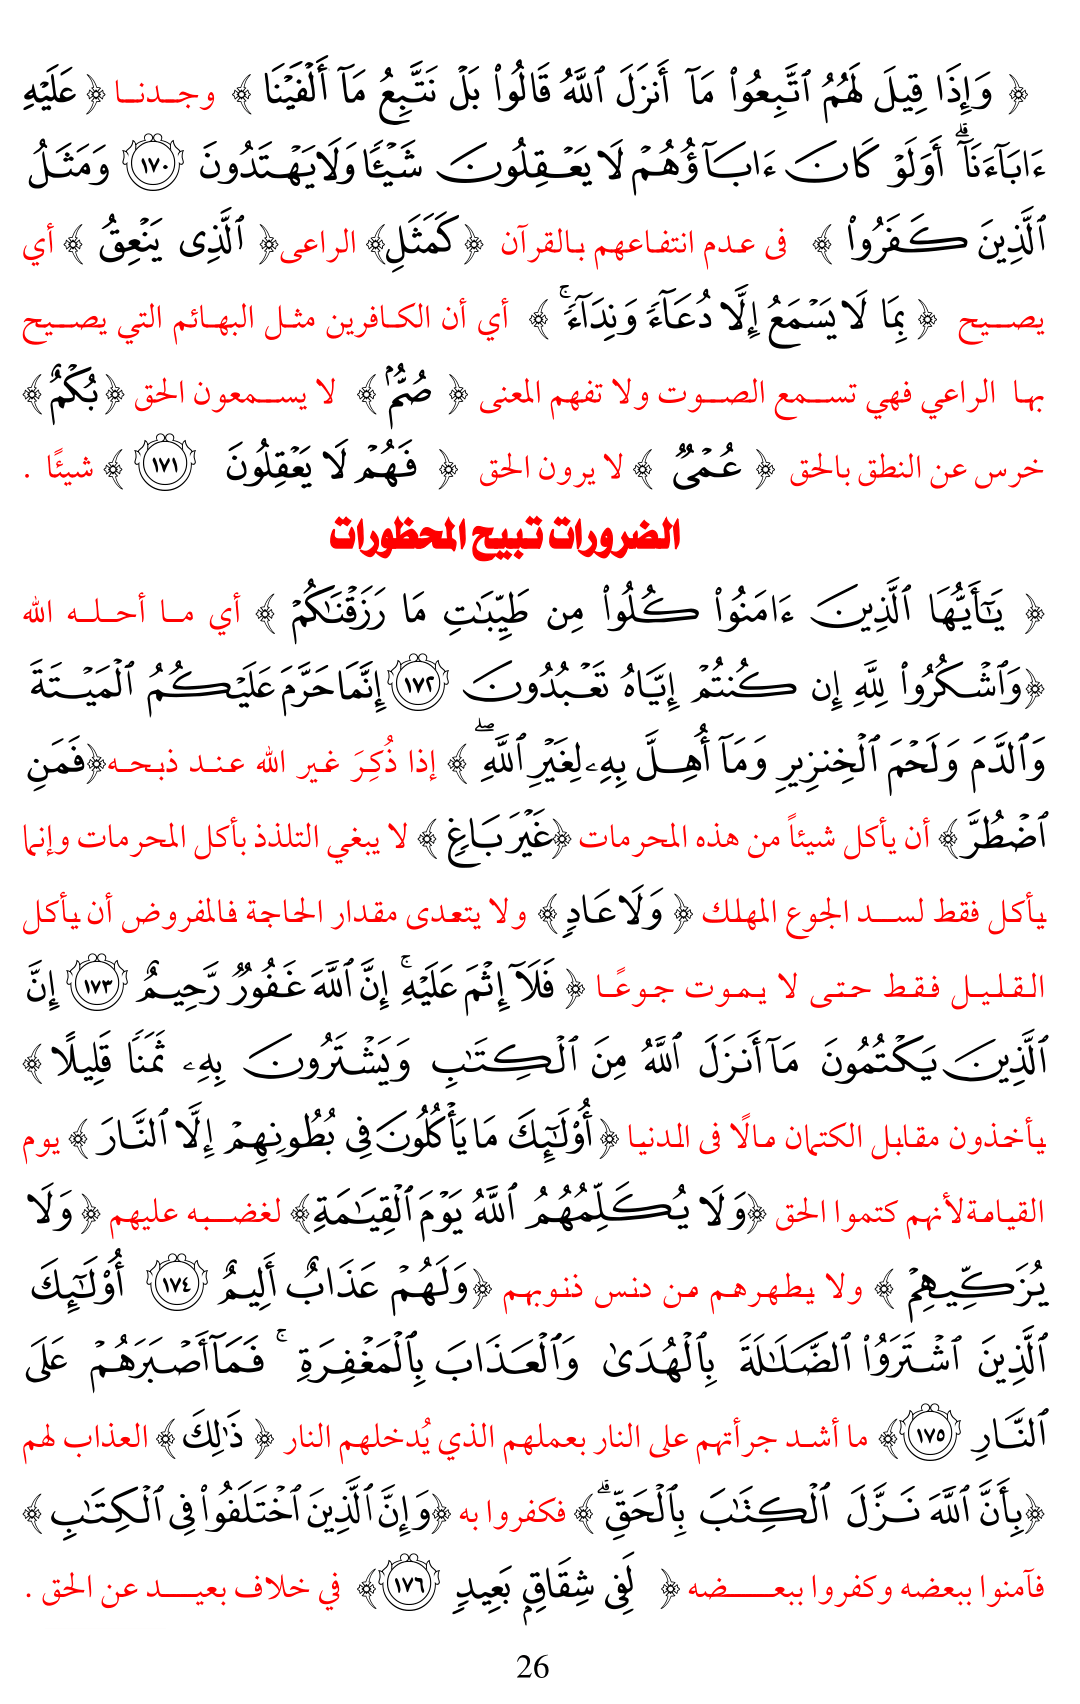 ﴿ وَإِذَا قِيلَ لَهُمُ ٱتَّبِعُوا۟ مَآ أَنزَلَ ٱللَّهُ قَالُوا۟ بَلْ نَتَّبِعُ مَآ أَلْفَيْنَا ﴾ وجدنا ﴿ عَلَيْهِ
ءَابَآءَنَآ ۗ أَوَلَوْ كَانَ ءَابَآؤُهُمْ لَا يَعْقِلُونَ شَيْـًٔا وَلَا يَهْتَدُونَ ١٧٠ وَمَثَلُ
ٱلَّذِينَ كَفَرُوا۟ ﴾ فى عدم انتفاعهم بالقرآن ﴿ كَمَثَلِ ﴾ الراعى ﴿ ٱلَّذِى يَنْعِقُ ﴾ أي
يصيح ﴿ بِمَا لَا يَسْمَعُ إِلَّا دُعَآءً وَنِدَآءً ۚ ﴾ أي أن الكافرين مثل البهائم التي يصيح
بها الراعي فهي تسمع الصوت ولا تفهم المعنى ﴿ صُمٌّۢ ﴾ لا يسمعون الحق ﴿ بُكْمٌ ﴾
خرس عن النطق بالحق ﴿ عُمْىٌ ﴾ لا يرون الحق ﴿ فَهُمْ لَا يَعْقِلُونَ ١٧١ ﴾ شيئًا .
الضرورات تبيح المحظورات
﴿ يَـٰٓأَيُّهَا ٱلَّذِينَ ءَامَنُوا۟ كُلُوا۟ مِن طَيِّبَـٰتِ مَا رَزَقْنَـٰكُمْ ﴾ أي ما أحله الله
﴿ وَٱشْكُرُوا۟ لِلَّهِ إِن كُنتُمْ إِيَّاهُ تَعْبُدُونَ ١٧٢ إِنَّمَا حَرَّمَ عَلَيْكُمُ ٱلْمَيْتَةَ
وَٱلدَّمَ وَلَحْمَ ٱلْخِنزِيرِ وَمَآ أُهِلَّ بِهِۦ لِغَيْرِ ٱللَّهِ ۖ ﴾ إذا ذُكِرَ غير الله عند ذبحه ﴿ فَمَنِ
ٱضْطُرَّ ﴾ أن يأكل شيئاً من هذه المحرمات ﴿ غَيْرَ بَاغٍ ﴾ لا يبغي التلذذ بأكل المحرمات وإنما
يأكل فقط لسد الجوع المهلك ﴿ وَلَا عَادٍ ﴾ ولا يتعدى مقدار الحاجة فالمفروض أن يأكل
القليل فقط حتى لا يموت جوعًا ﴿ فَلَآ إِثْمَ عَلَيْهِ ۚ إِنَّ ٱللَّهَ غَفُورٌ رَّحِيمٌ ١٧٣ إِنَّ
ٱلَّذِينَ يَكْتُمُونَ مَآ أَنزَلَ ٱللَّهُ مِنَ ٱلْكِتَـٰبِ وَيَشْتَرُونَ بِهِۦ ثَمَنًا قَلِيلًا ﴾
يأخذون مقابل الكتمان مالًا فى الدنيا ﴿ أُو۟لَـٰٓئِكَ مَا يَأْكُلُونَ فِى بُطُونِهِمْ إِلَّا ٱلنَّارَ ﴾ يوم
القيامة لأنهم كتموا الحق ﴿ وَلَا يُكَلِّمُهُمُ ٱللَّهُ يَوْمَ ٱلْقِيَـٰمَةِ ﴾ لغضبه عليهم ﴿ وَلَا
يُزَكِّيهِمْ ﴾ ولا يطهرهم من دنس ذنوبهم ﴿ وَلَهُمْ عَذَابٌ أَلِيمٌ ١٧٤ أُو۟لَـٰٓئِكَ
ٱلَّذِينَ ٱشْتَرَوُا۟ ٱلضَّلَـٰلَةَ بِٱلْهُدَىٰ وَٱلْعَذَابَ بِٱلْمَغْفِرَةِ ۚ فَمَآ أَصْبَرَهُمْ عَلَى
ٱلنَّارِ ١٧٥ ﴾ ما أشد جرأتهم على النار بعملهم الذي يُدخلهم النار ﴿ ذَٰلِكَ ﴾ العذاب لهم
﴿ بِأَنَّ ٱللَّهَ نَزَّلَ ٱلْكِتَـٰبَ بِٱلْحَقِّ ۗ ﴾ فكفروا به ﴿ وَإِنَّ ٱلَّذِينَ ٱخْتَلَفُوا۟ فِى ٱلْكِتَـٰبِ ﴾
فآمنوا ببعضه وكفروا ببعضه ﴿ لَفِى شِقَاقٍۭ بَعِيدٍ ١٧٦ ﴾ في خلاف بعيد عن الحق .
26